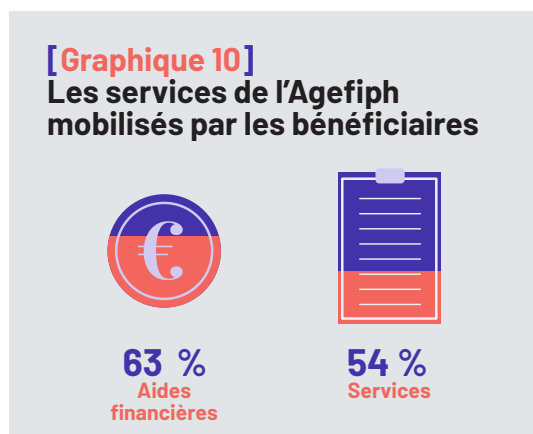 [Graphique 10]
Les services de l’Agefiph
mobilisés par les bénéficiaires
€
63 %
Aides
financières
54 %
Services